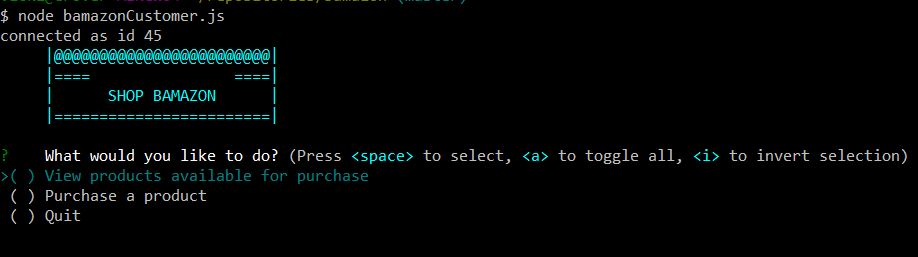 $ node bamazonCustomer.js
connected as id 45
|@@@@@@@@@@@@@@@@@@@@@@@@|
|====                ====|
|      SHOP BAMAZON      |
|========================|
? What would you like to do? (Press <space> to select, <a> to toggle all, <i> to invert selection)
>( ) View products available for purchase
( ) Purchase a product
( ) Quit